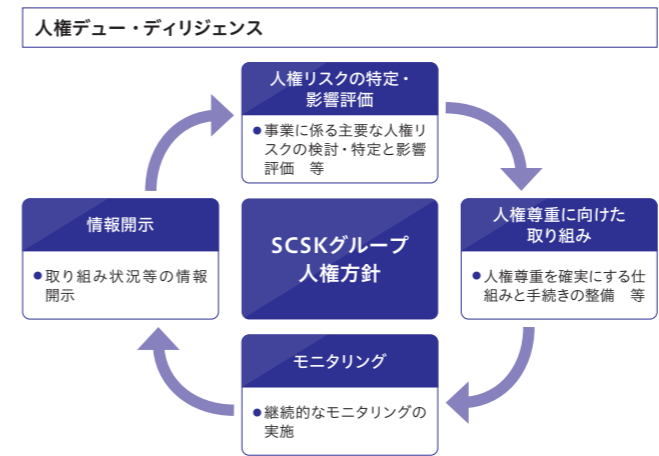 人権デュー・ディリジェンス
人権リスクの特定・
影響評価
●事業に係る主要な人権リ
スクの検討・特定と影響
評価　等
人権尊重に向けた
取り組み
●人権尊重を確実にする仕
組みと手続きの整備　等
モニタリング
●継続的なモニタリングの
実施
情報開示
●取り組み状況等の情報
開示
SCSKグループ
人権方針